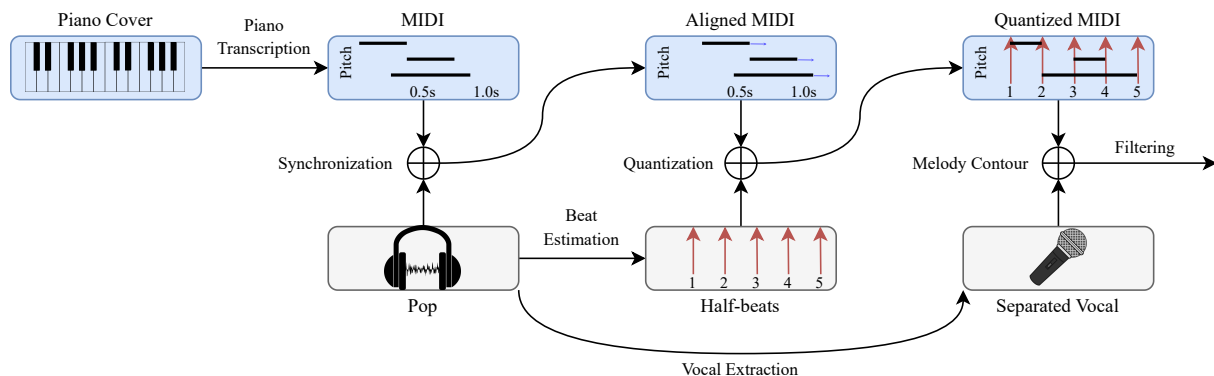 Piano Cover
Piano
Transcription
MIDI
Pitch
0.5s 1.0s
Aligned MIDI
Pitch
0.5s 1.0s
Quantized MIDI
Pitch
1 2 3 4 5
Synchronization
Quantization
Melody Contour
Filtering
Beat
Estimation
1 2 3 4 5
Pop
Half-beats
Separated Vocal
Vocal Extraction